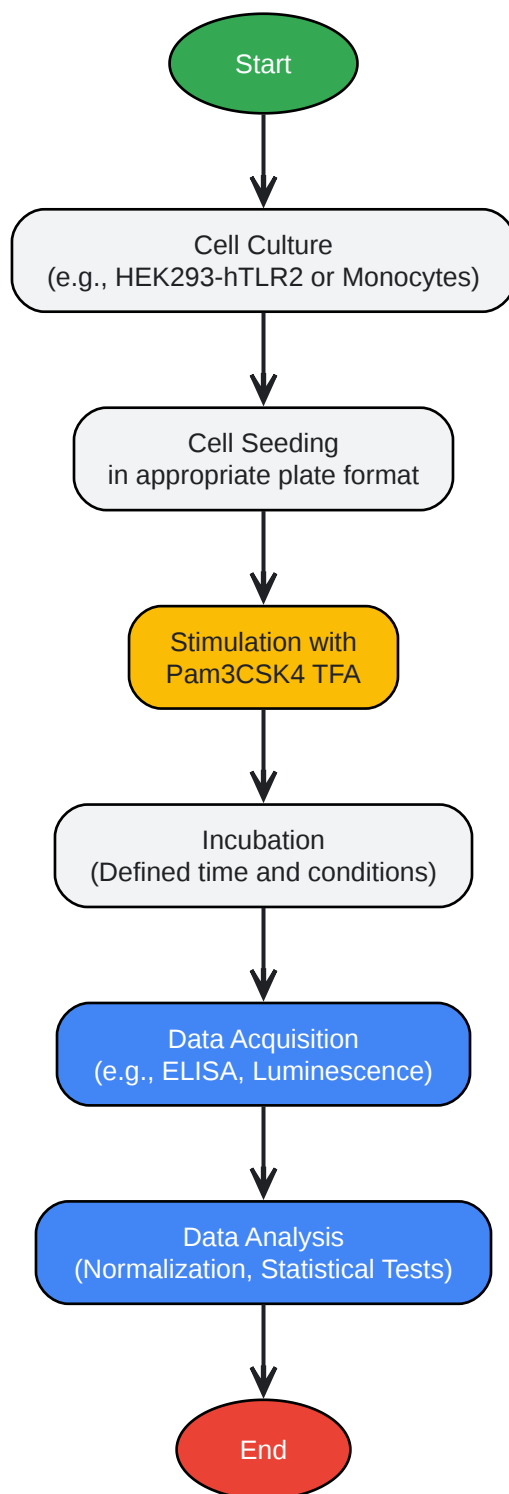 Start
Cell Culture
(e.g., HEK293-hTLR2 or Monocytes)
Cell Seeding
in appropriate plate format
Stimulation with
Pam3CSK4 TFA
Incubation
(Defined time and conditions)
Data Acquisition
(e.g., ELISA, Luminescence)
Data Analysis
(Normalization, Statistical Tests)
End